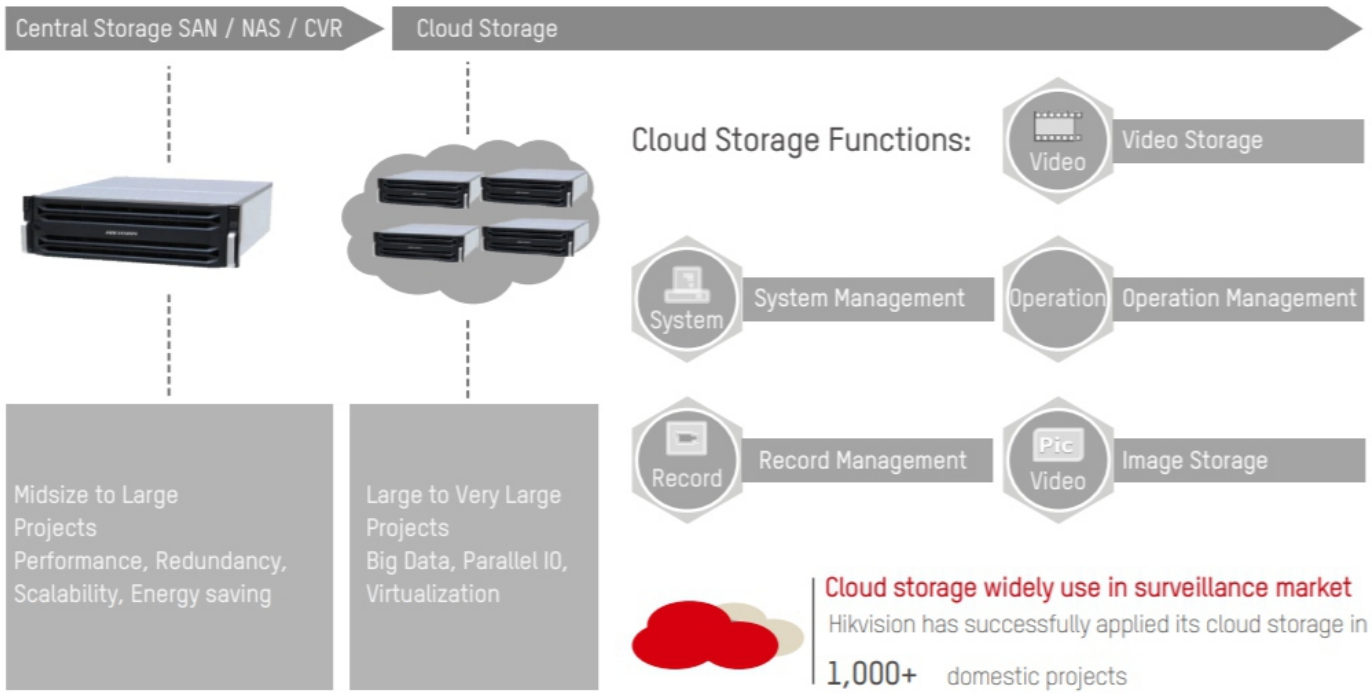 Central Storage SAN / NAS / CVR
Cloud Storage
HIKVISION
Midsize to Large
Projects
Performance, Redundancy,
Scalability, Energy saving
Large to Very Large
Projects
Big Data, Parallel IO,
Virtualization
Cloud Storage Functions:
Video
Video Storage
System
System Management
Operation
Operation Management
Record
Record Management
Pic
Video
Image Storage
Cloud storage widely use in surveillance market
Hikvision has successfully applied its cloud storage in
1,000+ domestic projects